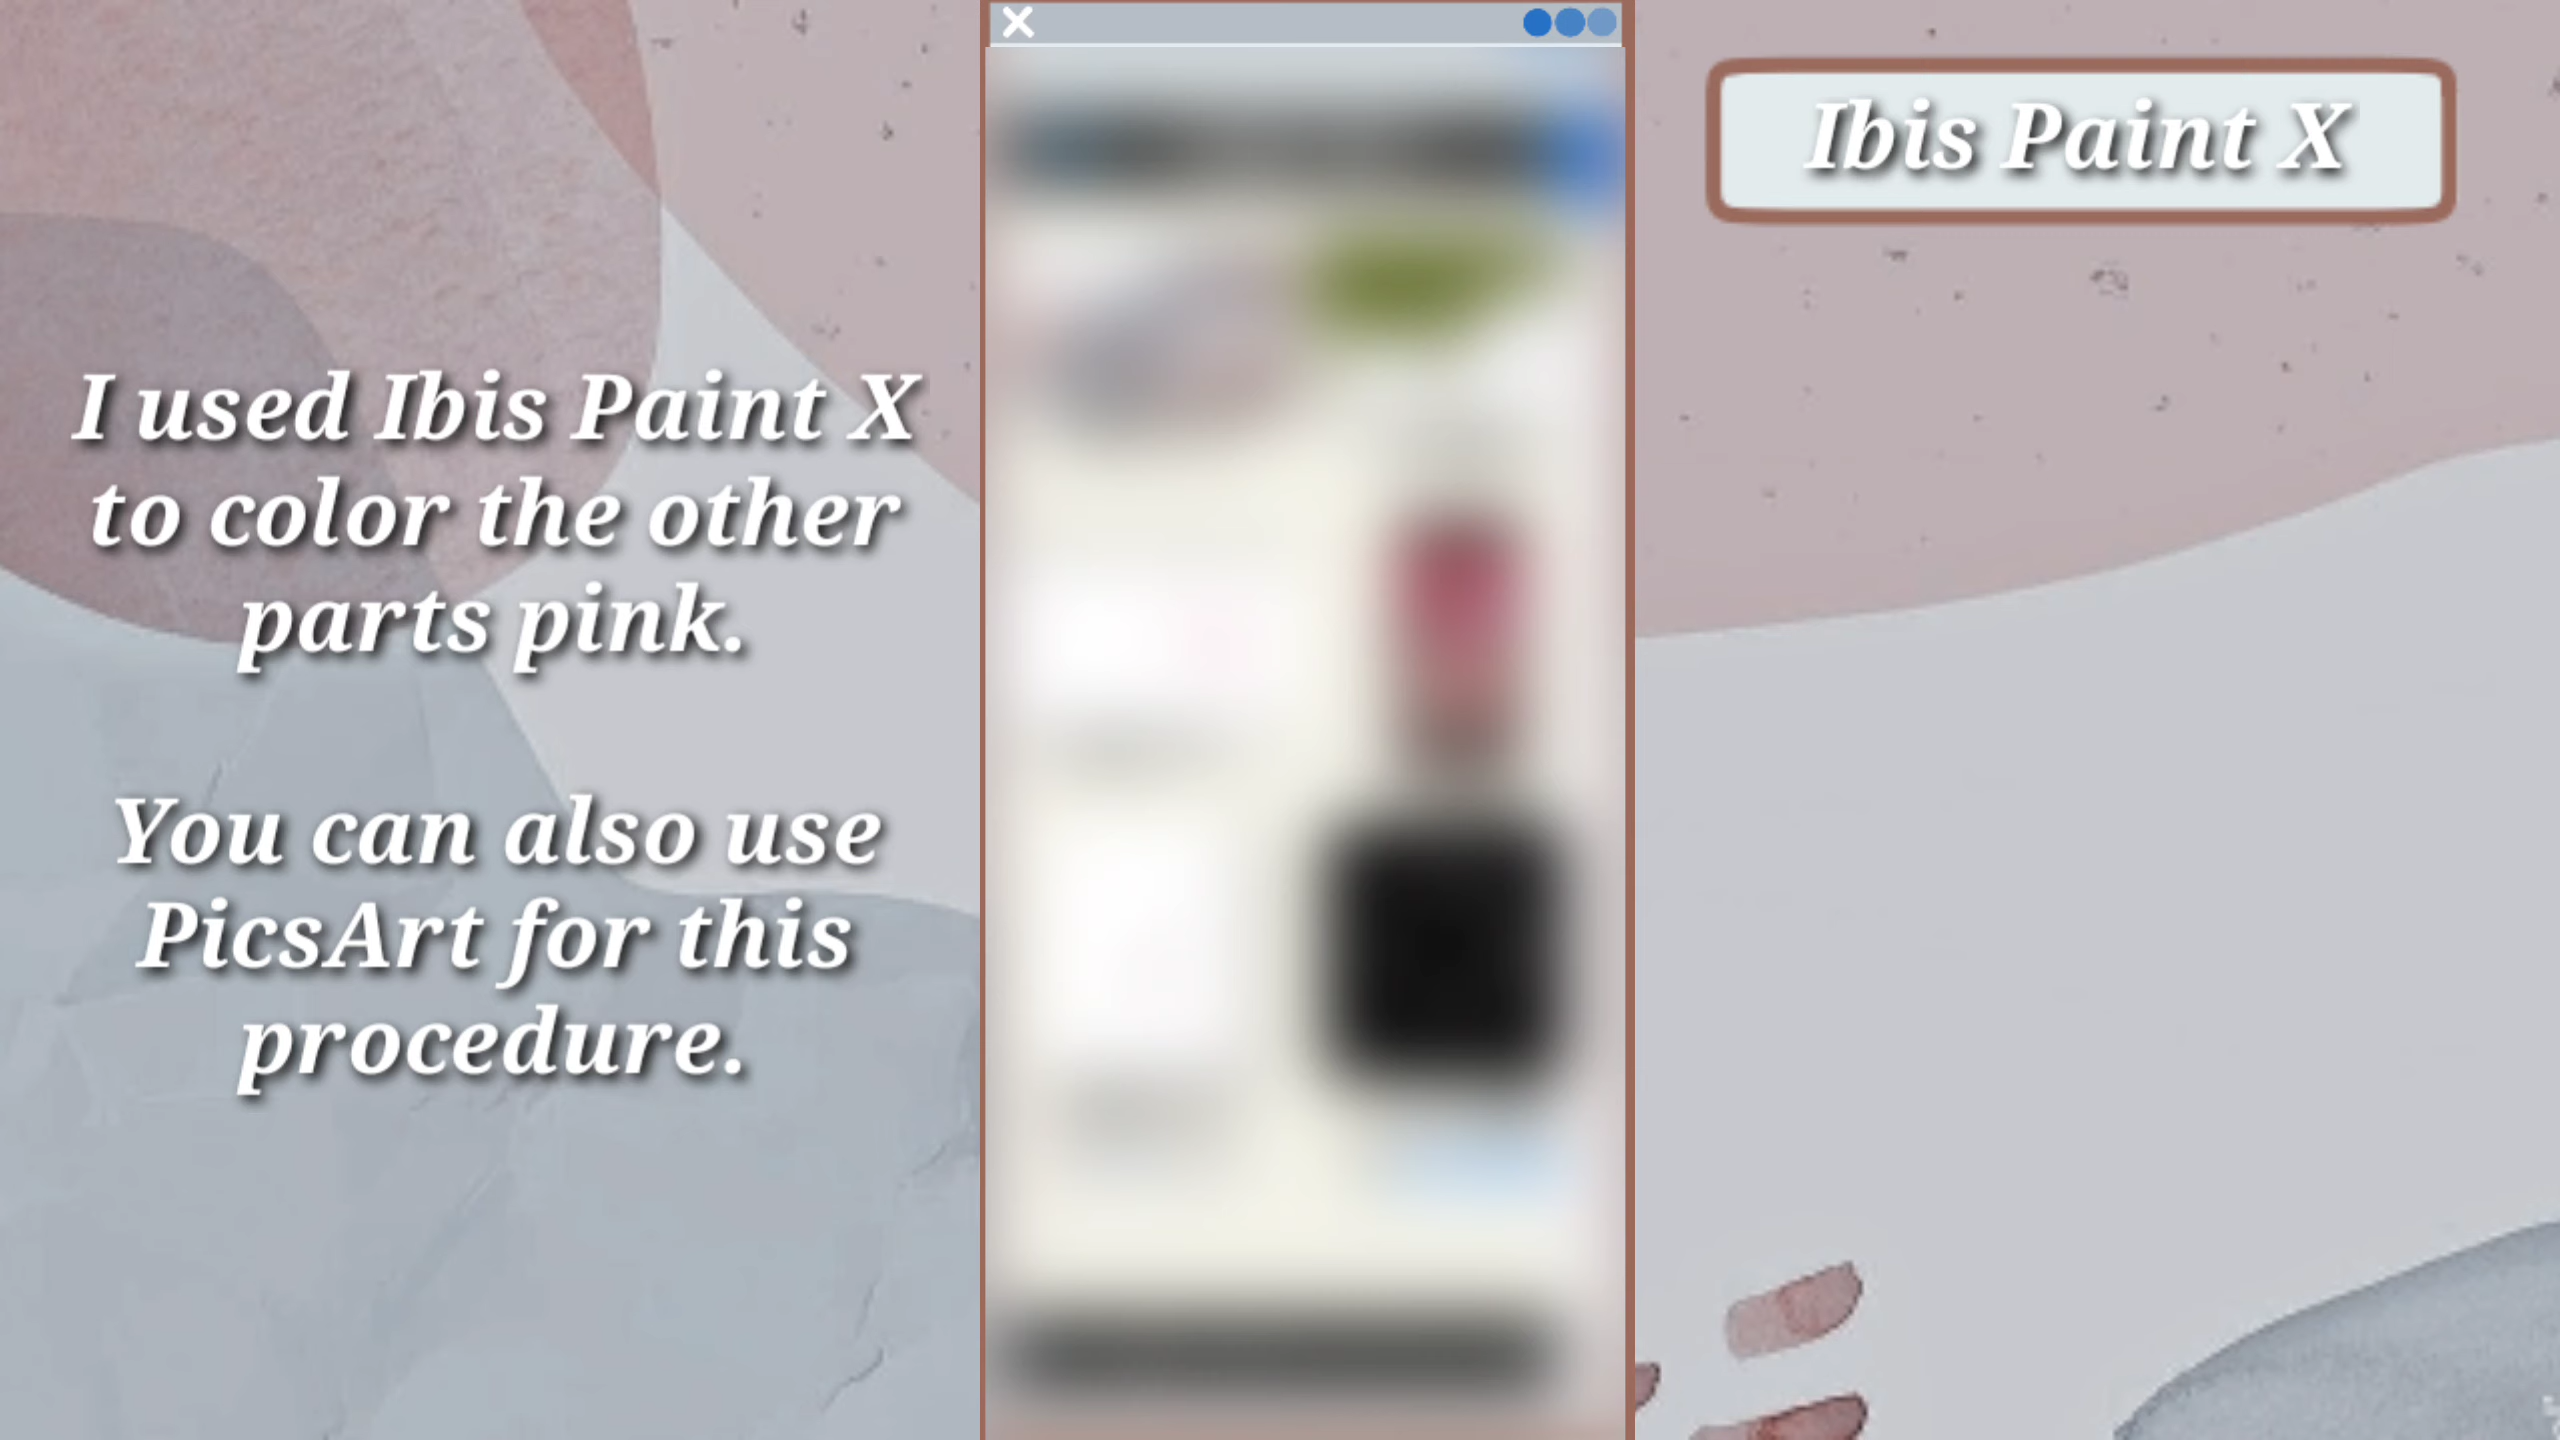 I used Ibis Paint X
to color the other
parts pink.
You can also use
PicsArt for this
procedure.
Ibis Paint X